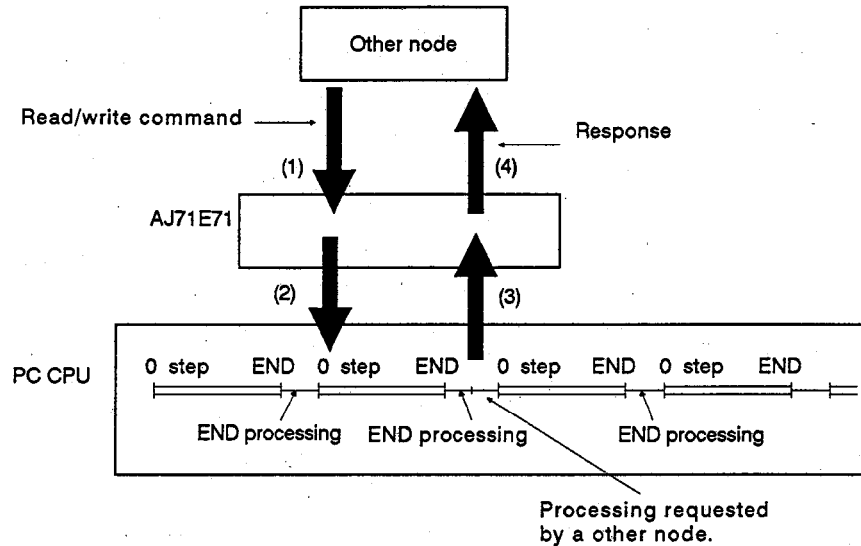 Other node
Read/write command
Response
(1)
(4)
AJ71E71
(2)
(3)
PC CPU
0 step END 0 step END 0 step END 0 step END
END processing
END processing
END processing
Processing requested
by a other node.